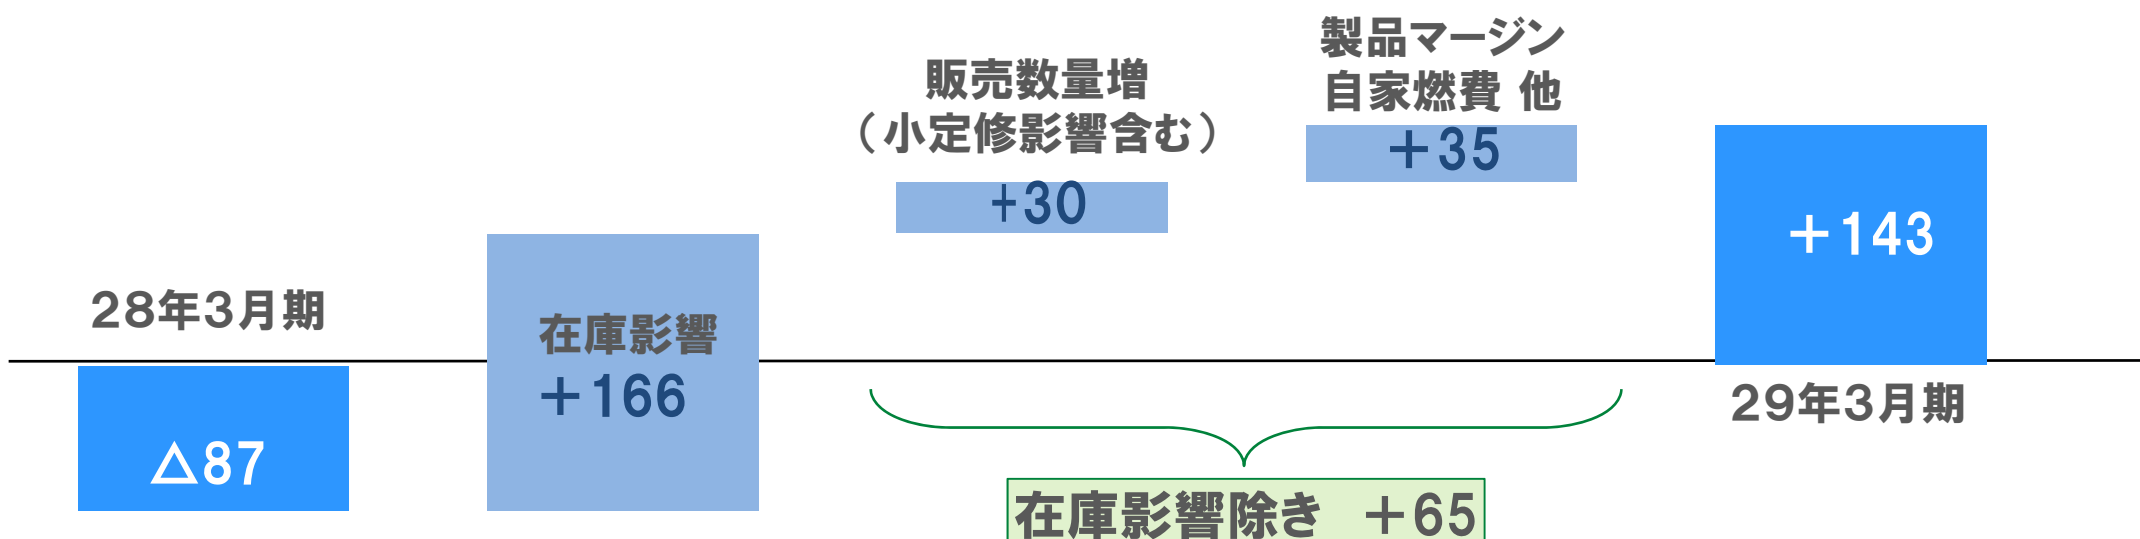 28年3月期
△87
在庫影響
+166
販売数量増
（小定修影響含む）
+30
製品マージン
自家燃費 他
+35
+143
29年3月期
在庫影響除き +65